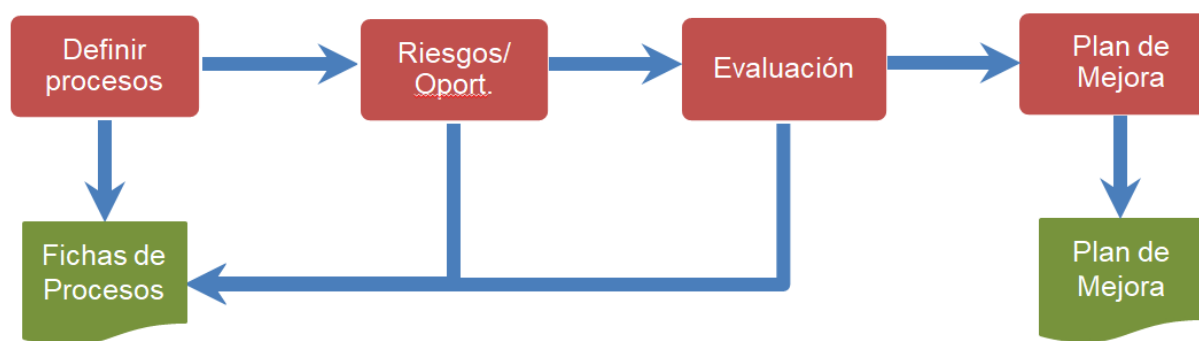 Definir
procesos
Riesgos/
Oport.
Evaluación
Plan de
Mejora
Fichas de
Procesos
Plan de
Mejora